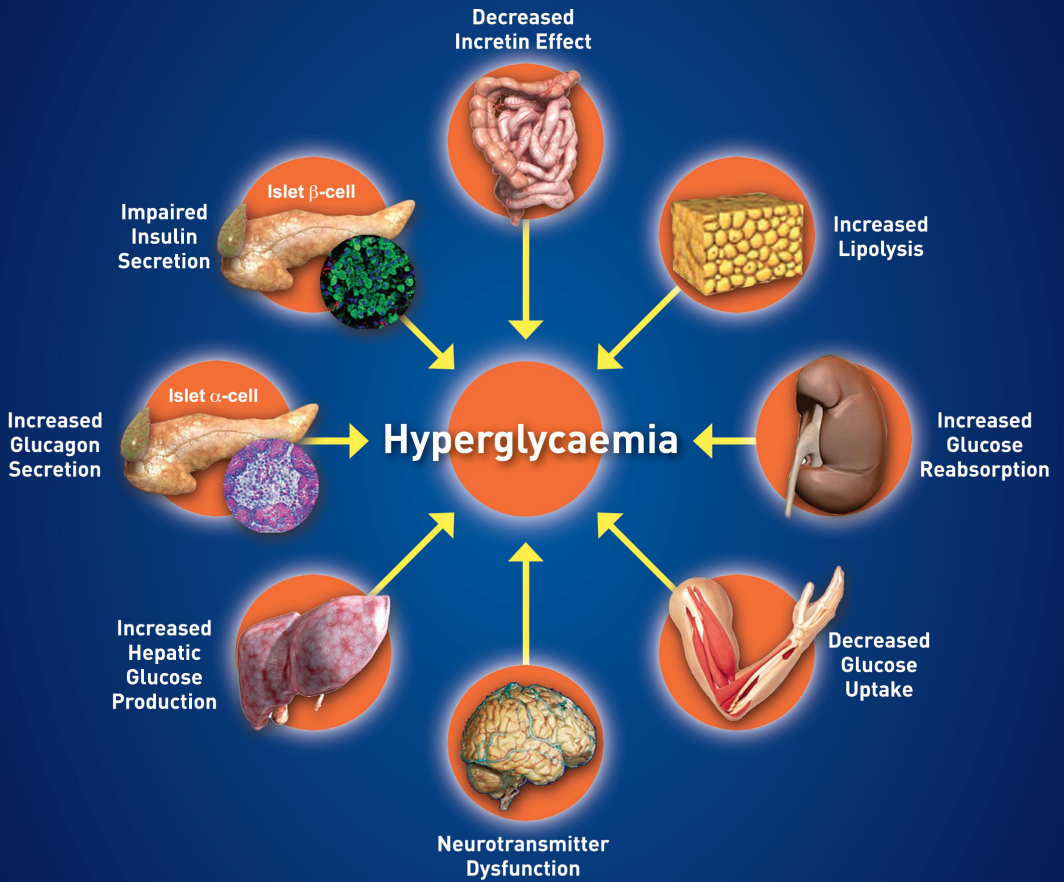 Decreased
Incretin Effect
Islet β-cell
Impaired
Insulin
Secretion
Increased
Lipolysis
Islet α-cell
Increased
Glucagon
Secretion
Hyperglycaemia
Increased
Glucose
Reabsorption
Increased
Hepatic
Glucose
Production
Decreased
Glucose
Uptake
Neurotransmitter
Dysfunction